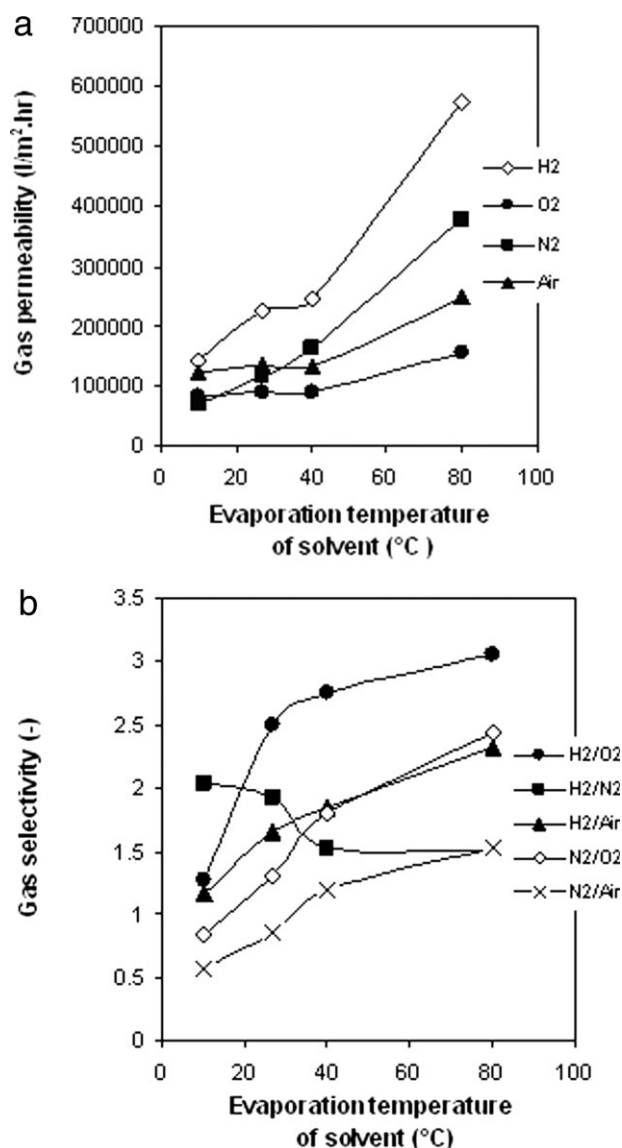 a
700000
600000
500000
400000
300000
200000
100000
0
Gas permeability (l/m².hr)
0 20 40 60 80 100
Evaporation temperature
of solvent (°C )
H2
O2
N2
Air
b
3.5
3
2.5
2
1.5
1
0.5
0
Gas selectivity (-)
0 20 40 60 80 100
Evaporation temperature
of solvent (°C)
H2/O2
H2/N2
H2/Air
N2/O2
N2/Air